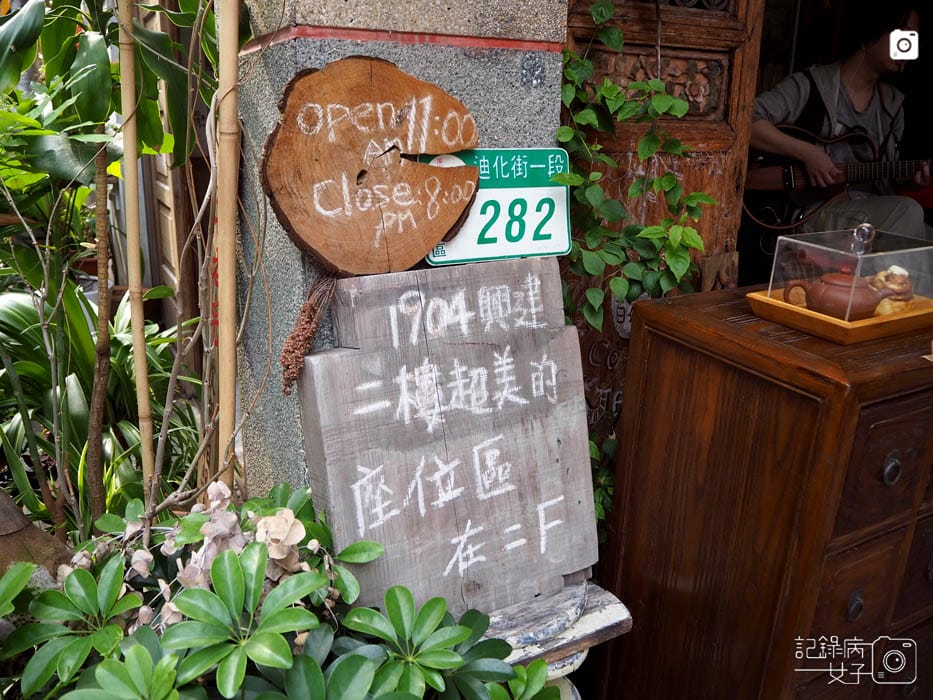 open 11:00
AM
Close:8:00
PM
迪化街一段
區
282
1904興建
二樓超美的
座位區
在二F
記錄病
女子